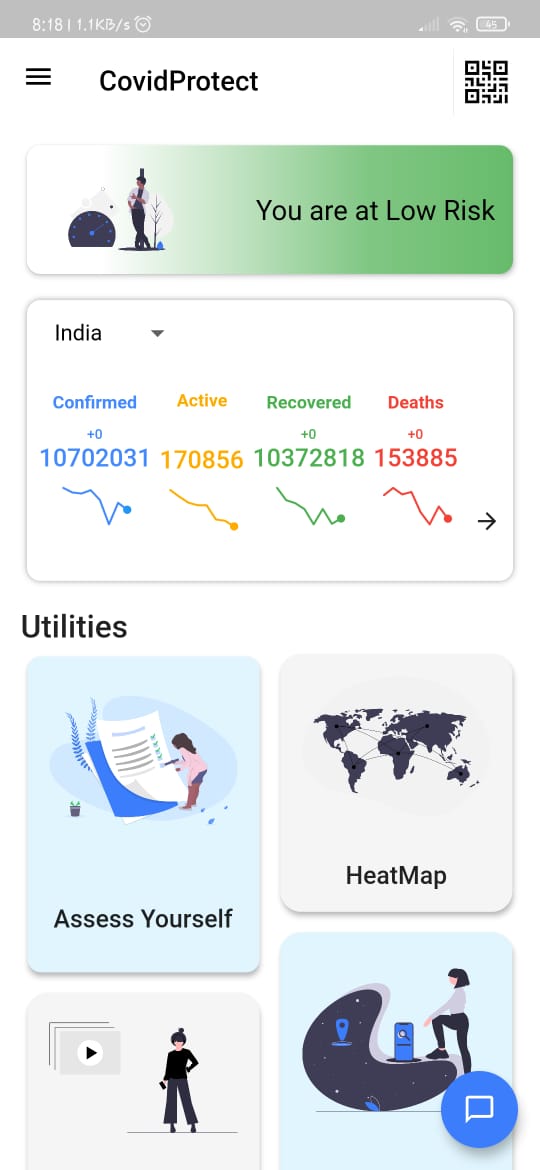 8:18 | 1.1KB/s
45
CovidProtect
You are at Low Risk
India
Confirmed Active Recovered Deaths
+0 +0 +0
10702031 170856 10372818 153885
Utilities
Assess Yourself
HeatMap